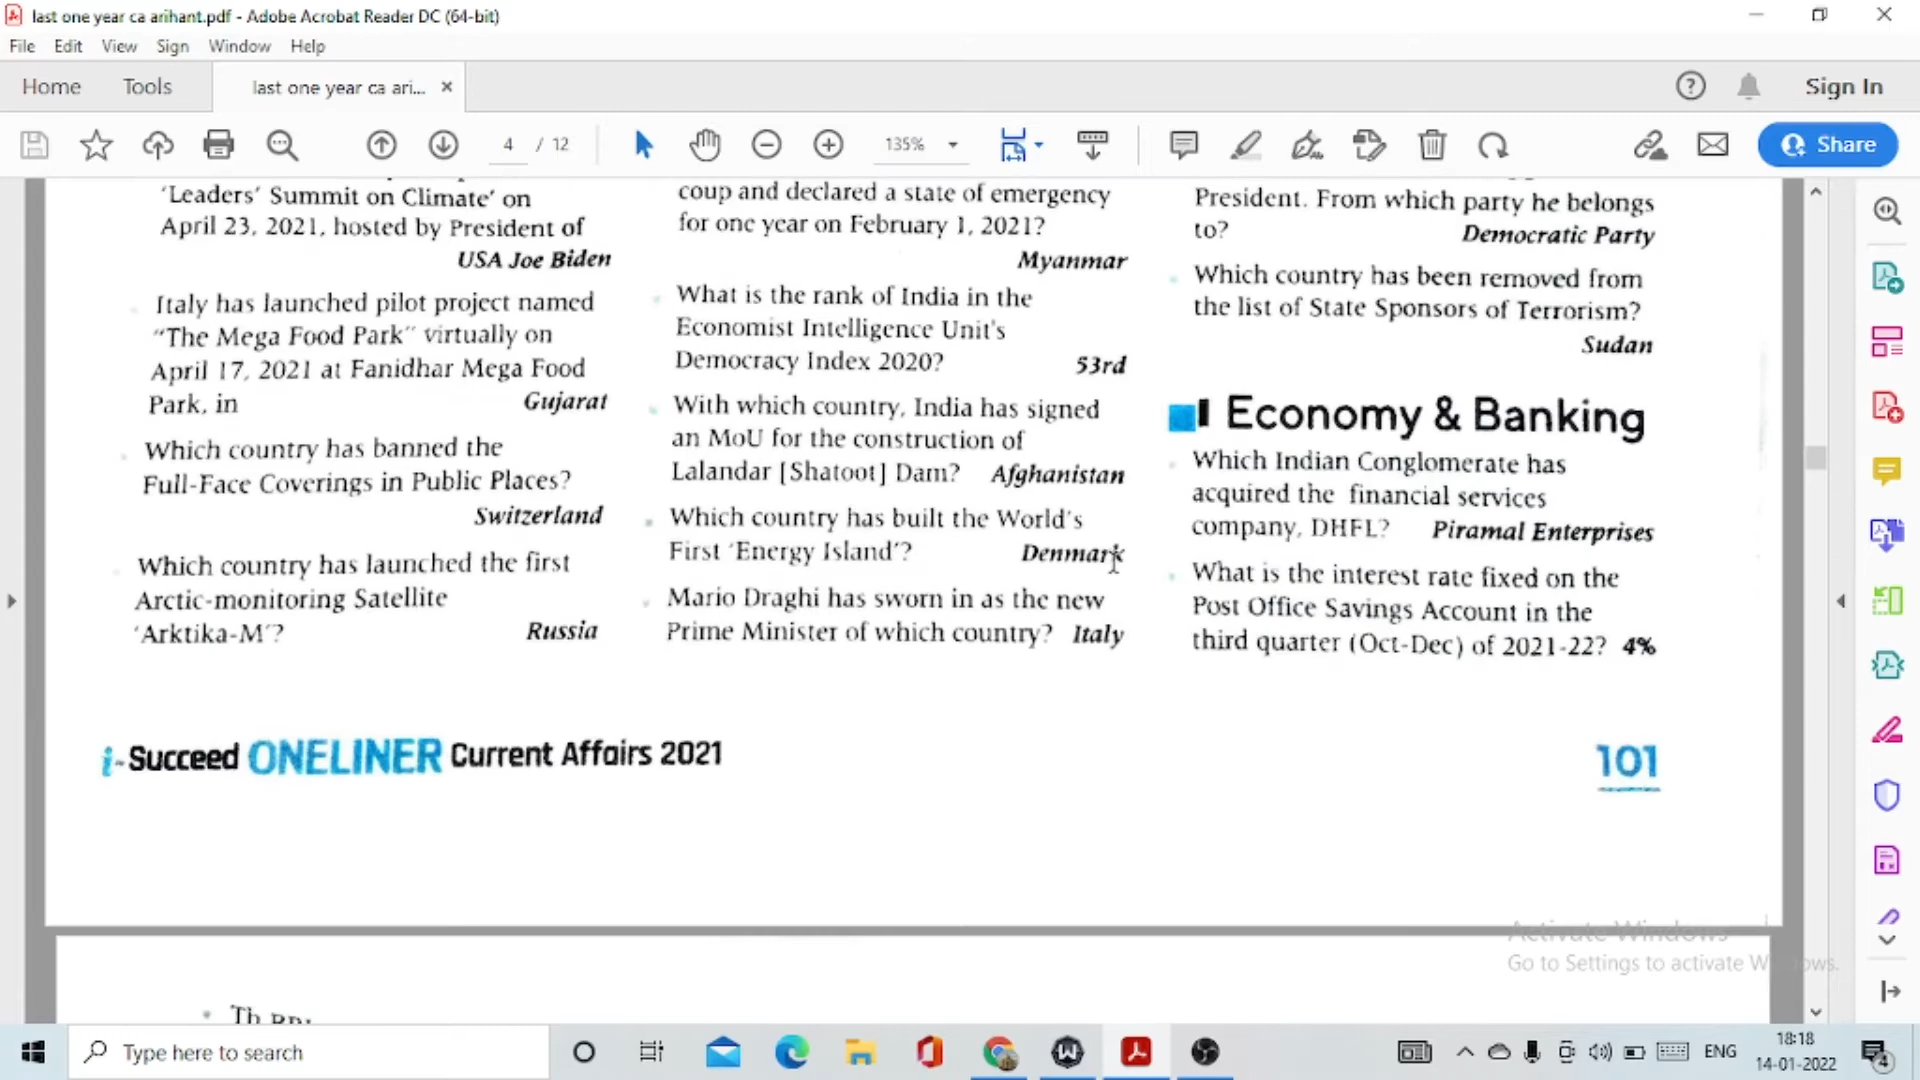 last one year ca arihant.pdf - Adobe Acrobat Reader DC (64-bit)
File Edit View Sign Window Help
Home Tools last one year ca ari... ×
Sign In
4 / 12
135%
Share
'Leaders' Summit on Climate' on
April 23, 2021, hosted by President of
USA Joe Biden
Italy has launched pilot project named
"The Mega Food Park" virtually on
April 17, 2021 at Fanidhar Mega Food
Park, in Gujarat
Which country has banned the
Full-Face Coverings in Public Places?
Switzerland
Which country has launched the first
Arctic-monitoring Satellite
'Arktika-M'? Russia
coup and declared a state of emergency
for one year on February 1, 2021?
Myanmar
What is the rank of India in the
Economist Intelligence Unit's
Democracy Index 2020? 53rd
With which country, India has signed
an MoU for the construction of
Lalandar [Shatoot] Dam? Afghanistan
Which country has built the World's
First 'Energy Island'? Denmark
Mario Draghi has sworn in as the new
Prime Minister of which country? Italy
President. From which party he belongs
to? Democratic Party
Which country has been removed from
the list of State Sponsors of Terrorism?
Sudan
Economy & Banking
Which Indian Conglomerate has
acquired the financial services
company, DHFL? Piramal Enterprises
What is the interest rate fixed on the
Post Office Savings Account in the
third quarter (Oct-Dec) of 2021-22? 4%
i-Succeed ONELINER Current Affairs 2021
101
Activate Windows
Go to Settings to activate Windows.
Type here to search
ENG
18:18
14-01-2022
4